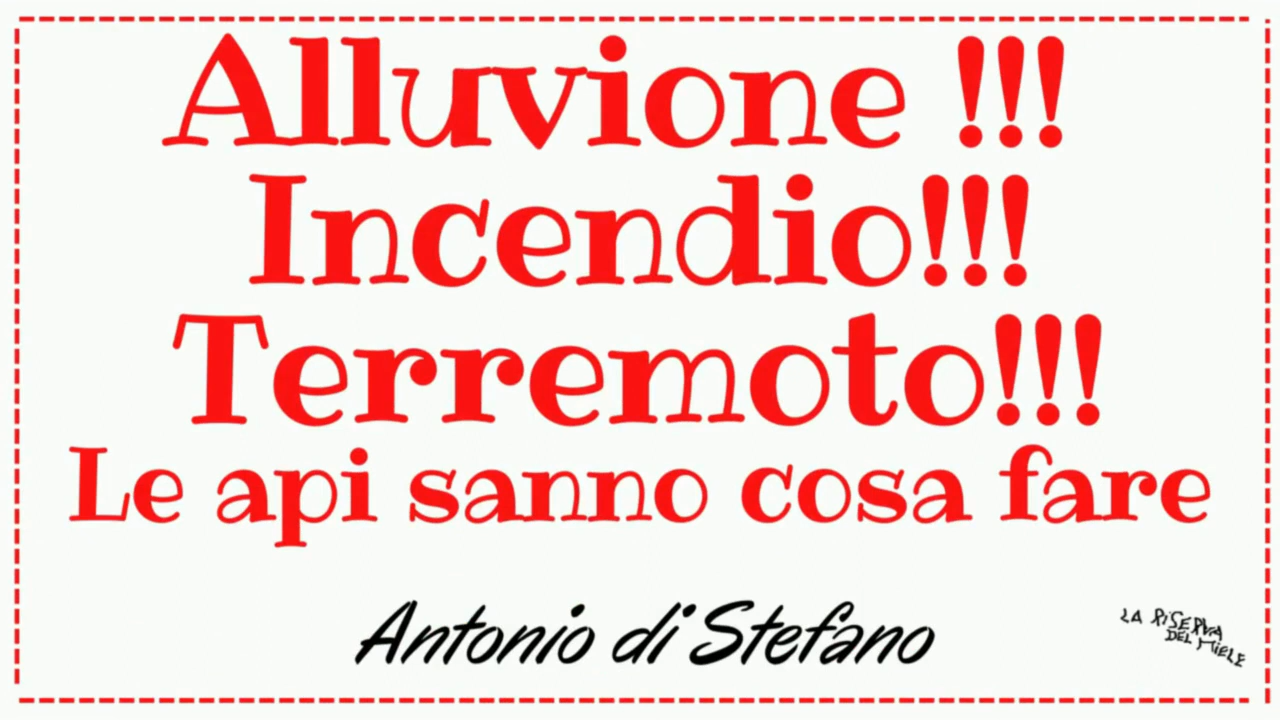 Alluvione !!!
Incendio!!!
Terremoto!!!
Le api sanno cosa fare
Antonio di Stefano
LA RISERVA
DEL MIELE